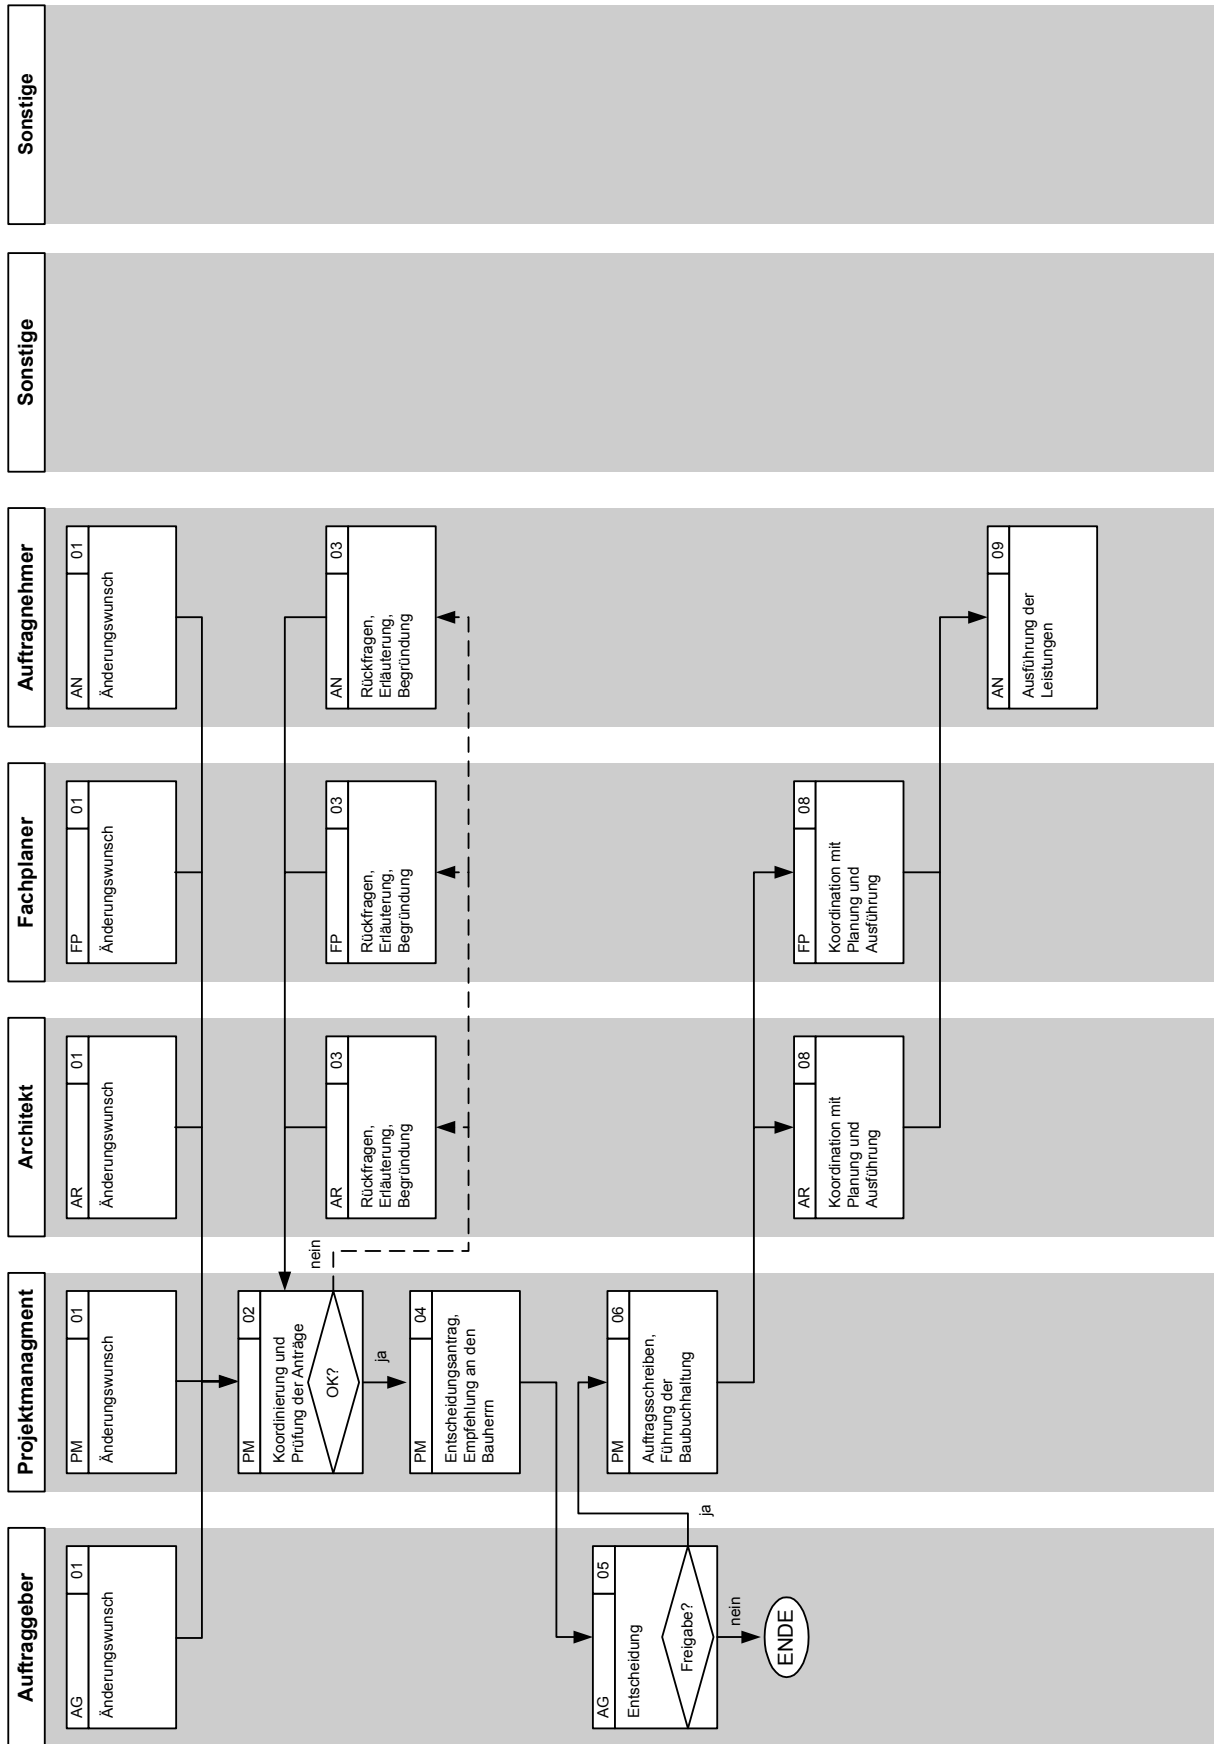 Auftraggeber
Projektmanagment
Architekt
Fachplaner
Auftragnehmer
Sonstige
Sonstige
AG 01
Änderungswunsch
PM 01
Änderungswunsch
AR 01
Änderungswunsch
FP 01
Änderungswunsch
AN 01
Änderungswunsch
PM 02
Koordinierung und
Prüfung der Anträge
OK?
nein
ja
AR 03
Rückfragen,
Erläuterung,
Begründung
FP 03
Rückfragen,
Erläuterung,
Begründung
AN 03
Rückfragen,
Erläuterung,
Begründung
PM 04
Entscheidungsantrag,
Empfehlung an den
Bauherrn
AG 05
Entscheidung
Freigabe?
ja
nein
ENDE
PM 06
Auftragsschreiben,
Führung der
Baubuchhaltung
AR 08
Koordination mit
Planung und
Ausführung
FP 08
Koordination mit
Planung und
Ausführung
AN 09
Ausführung der
Leistungen